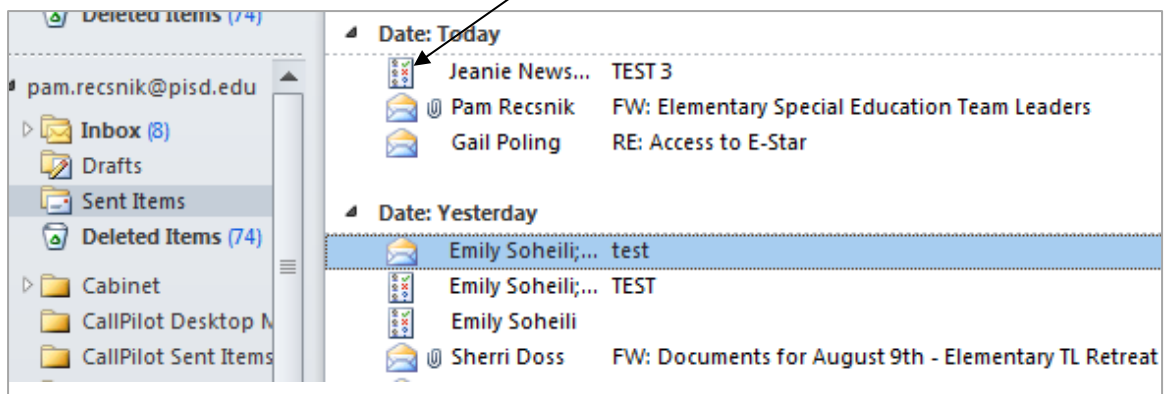 Deleted Items (74)
pam.recsnik@pisd.edu
Inbox (8)
Drafts
Sent Items
Deleted Items (74)
Cabinet
CallPilot Desktop
CallPilot Sent Items
Date: Today
Jeanie News... TEST 3
Pam Recsnik FW: Elementary Special Education Team Leaders
Gail Poling RE: Access to E-Star
Date: Yesterday
Emily Soheili;... test
Emily Soheili;... TEST
Emily Soheili
Sherri Doss FW: Documents for August 9th - Elementary TL Retreat